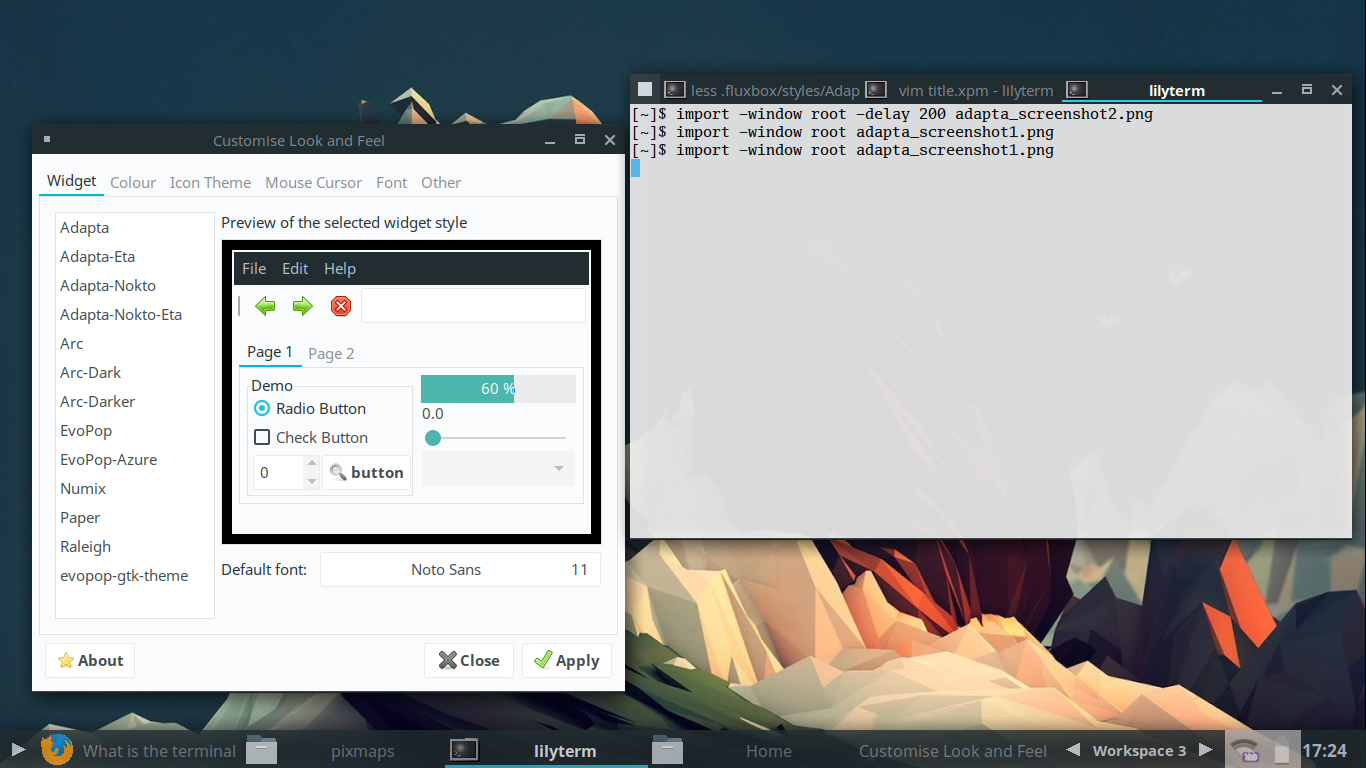 less .fluxbox/styles/Adap
vim title.xpm - lilyterm
lilyterm
[~]$ import -window root -delay 200 adapta_screenshot2.png
[~]$ import -window root adapta_screenshot1.png
[~]$ import -window root adapta_screenshot1.png
Customise Look and Feel
Widget Colour Icon Theme Mouse Cursor Font Other
Adapta
Adapta-Eta
Adapta-Nokto
Adapta-Nokto-Eta
Arc
Arc-Dark
Arc-Darker
EvoPop
EvoPop-Azure
Numix
Paper
Raleigh
evopop-gtk-theme
Preview of the selected widget style
File Edit Help
Page 1 Page 2
Demo
Radio Button
Check Button
0
button
60 %
0.0
Default font:
Noto Sans 11
About
Close
Apply
What is the terminal
pixmaps
lilyterm
Home
Customise Look and Feel
Workspace 3
17:24